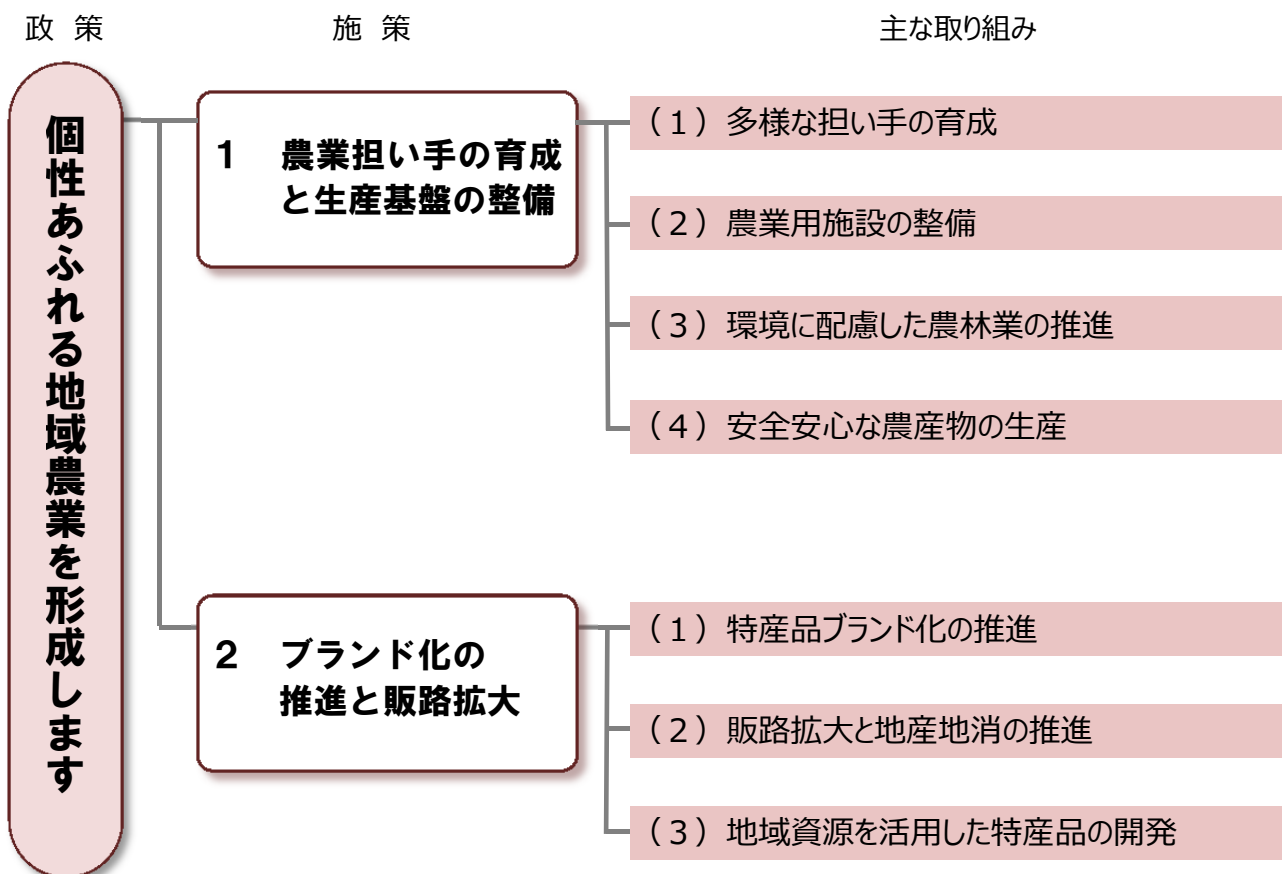 政 策
施 策
主な取り組み
個性あふれる地域農業を形成します
1 農業担い手の育成
と生産基盤の整備
（１）多様な担い手の育成
（２）農業用施設の整備
（３）環境に配慮した農林業の推進
（４）安全安心な農産物の生産
2 ブランド化の
推進と販路拡大
（１）特産品ブランド化の推進
（２）販路拡大と地産地消の推進
（３）地域資源を活用した特産品の開発